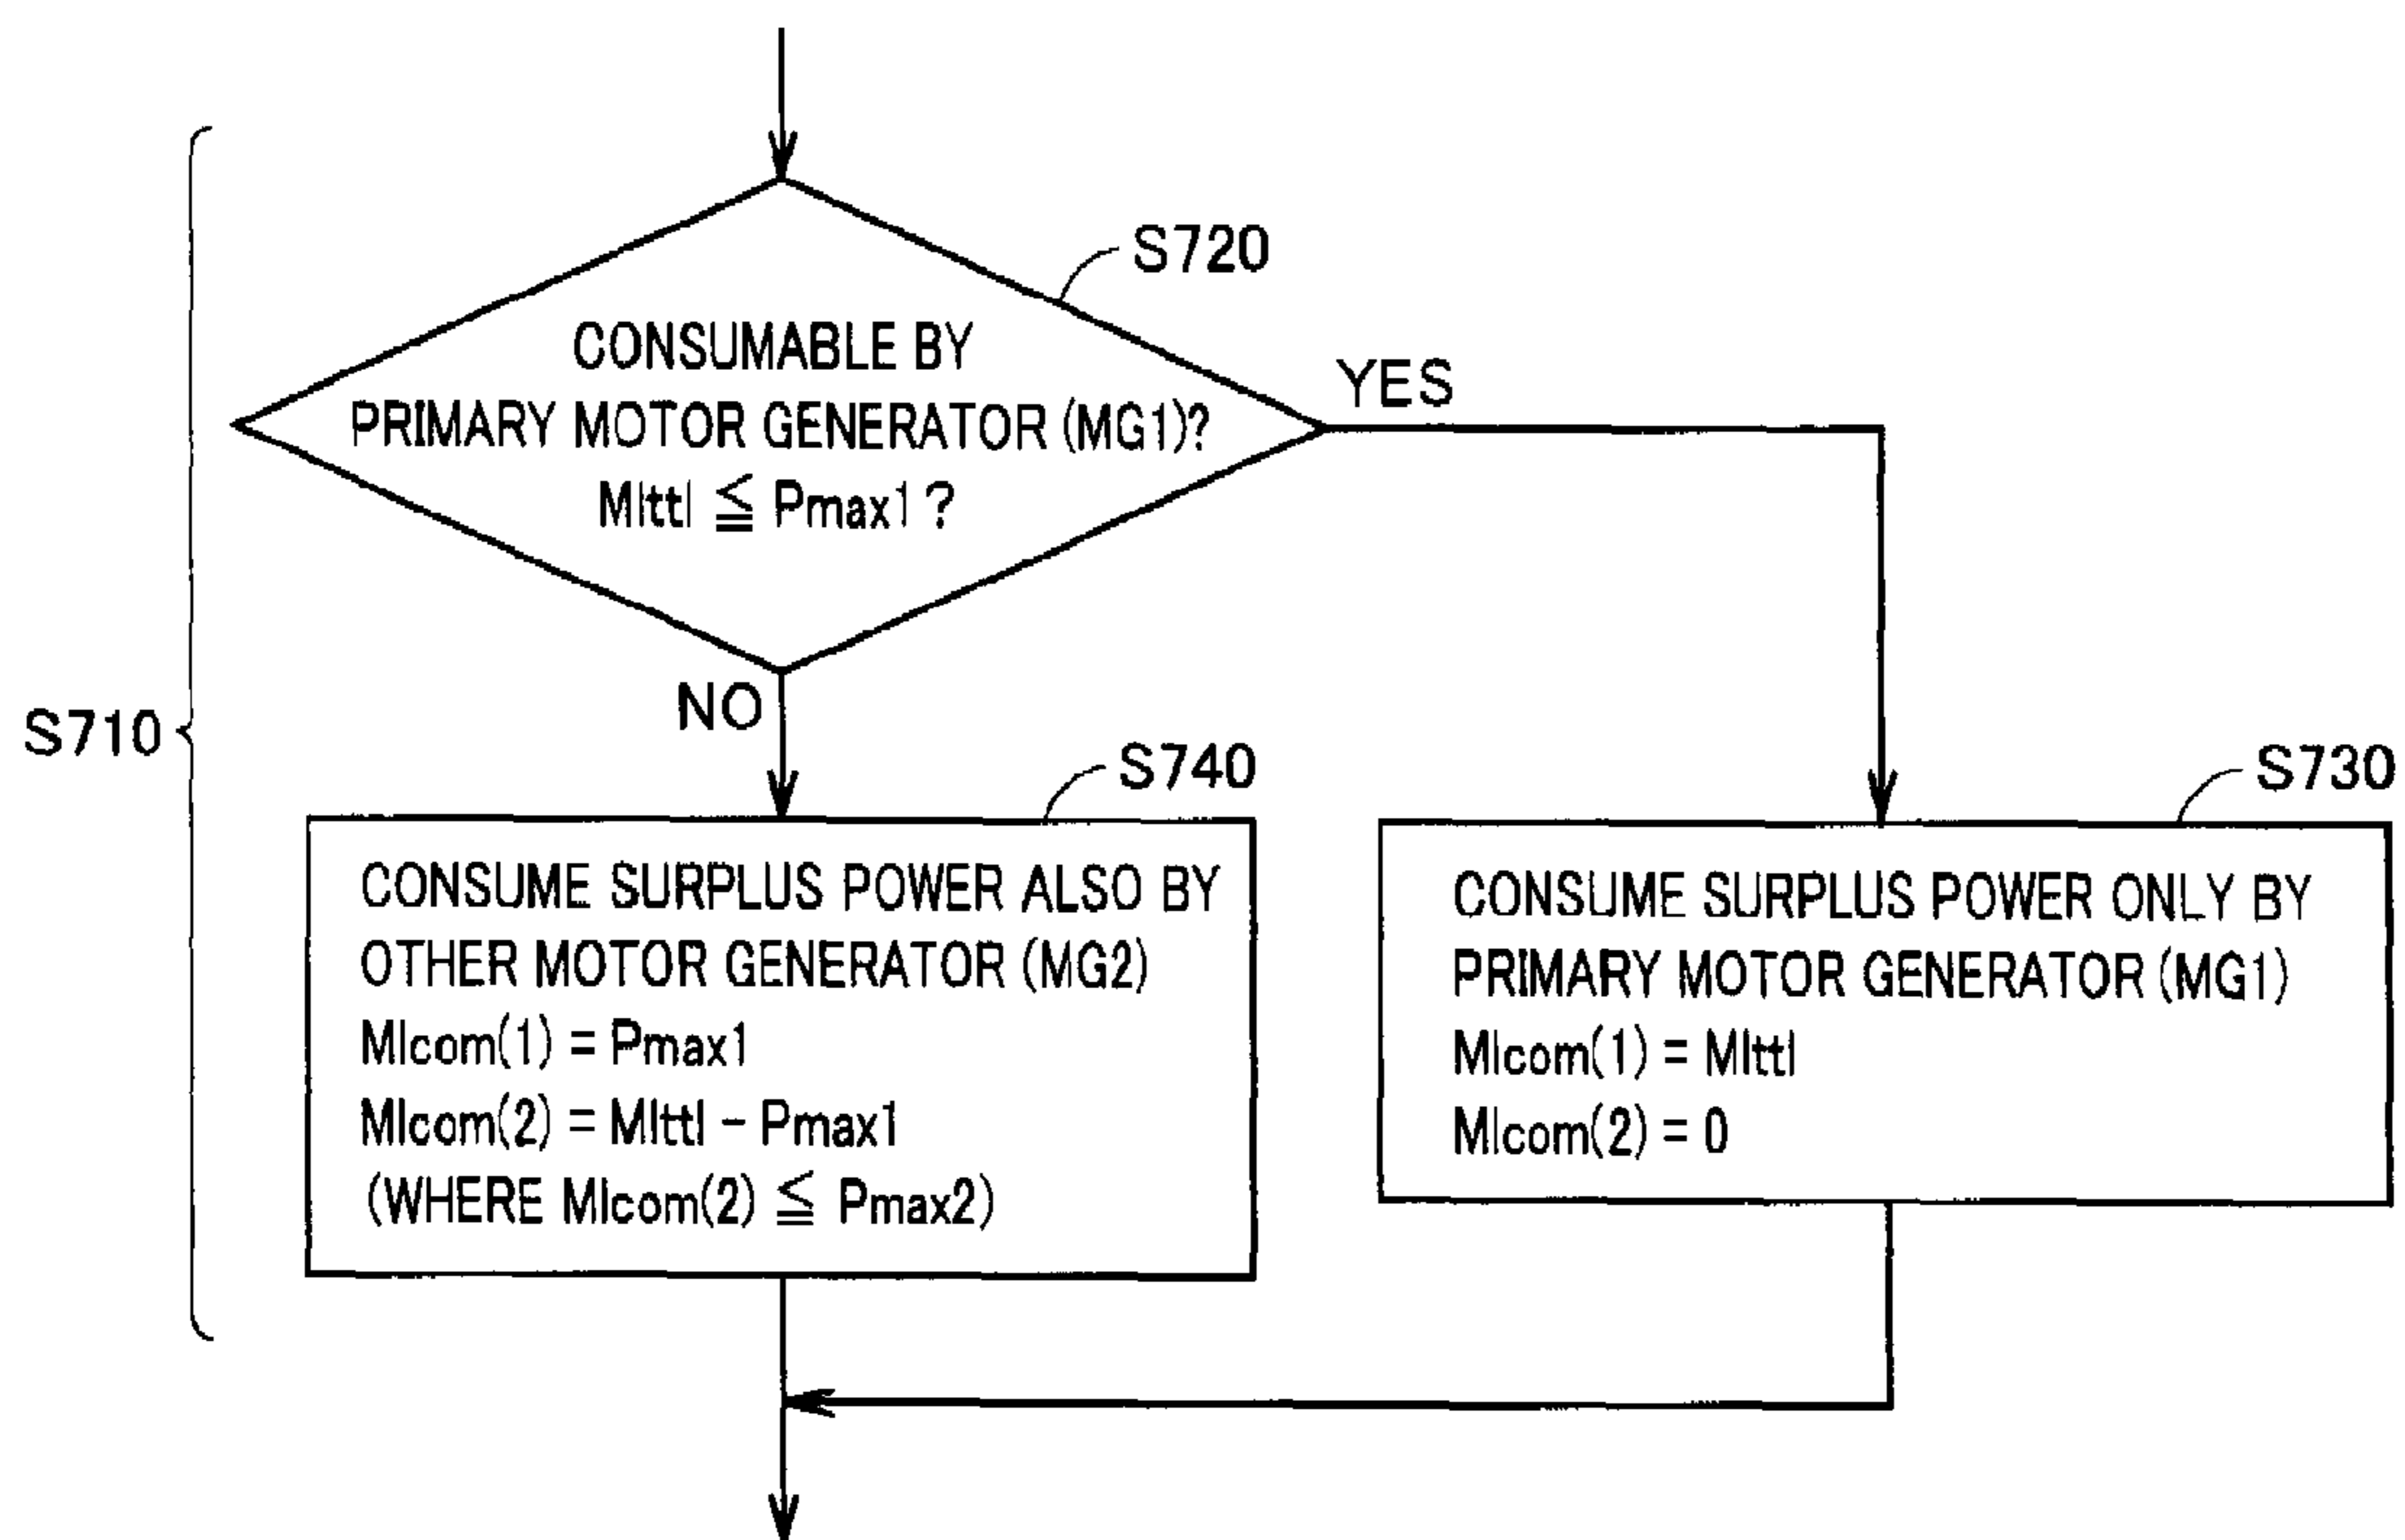 S720
CONSUMABLE BY
PRIMARY MOTOR GENERATOR (MG1)?
Mlttl ≦ Pmax1 ?
YES
NO
S710
S740
CONSUME SURPLUS POWER ALSO BY
OTHER MOTOR GENERATOR (MG2)
Mlcom(1) = Pmax1
Mlcom(2) = Mlttl - Pmax1
(WHERE Mlcom(2) ≦ Pmax2)
S730
CONSUME SURPLUS POWER ONLY BY
PRIMARY MOTOR GENERATOR (MG1)
Mlcom(1) = Mlttl
Mlcom(2) = 0